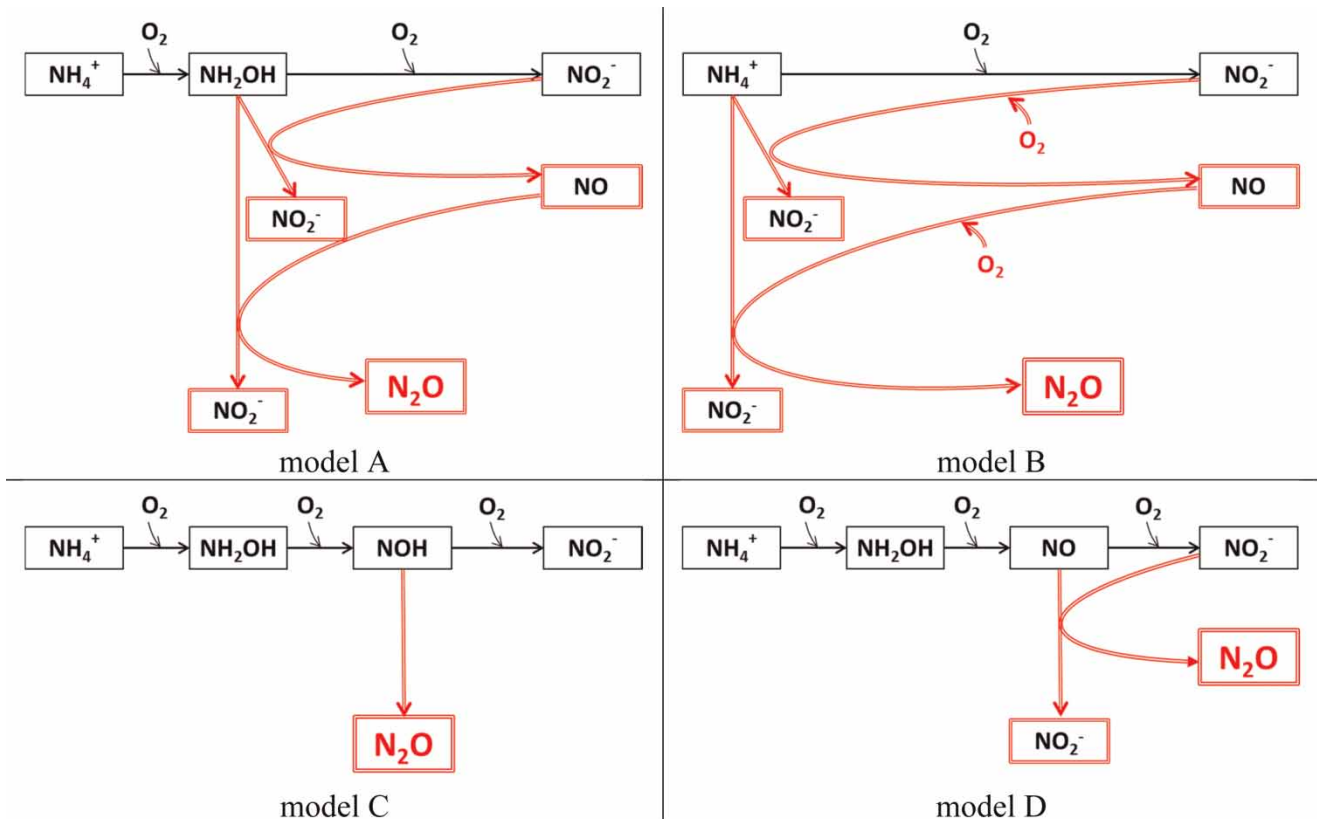 O₂ O₂
NH₄⁺ NH₂OH NO₂⁻
NO
NO₂⁻
N₂O
NO₂⁻
model A
O₂
NH₄⁺ NO₂⁻
O₂
NO
NO₂⁻
O₂
N₂O
NO₂⁻
model B
O₂ O₂ O₂
NH₄⁺ NH₂OH NOH NO₂⁻
N₂O
model C
O₂ O₂ O₂
NH₄⁺ NH₂OH NO NO₂⁻
N₂O
NO₂⁻
model D